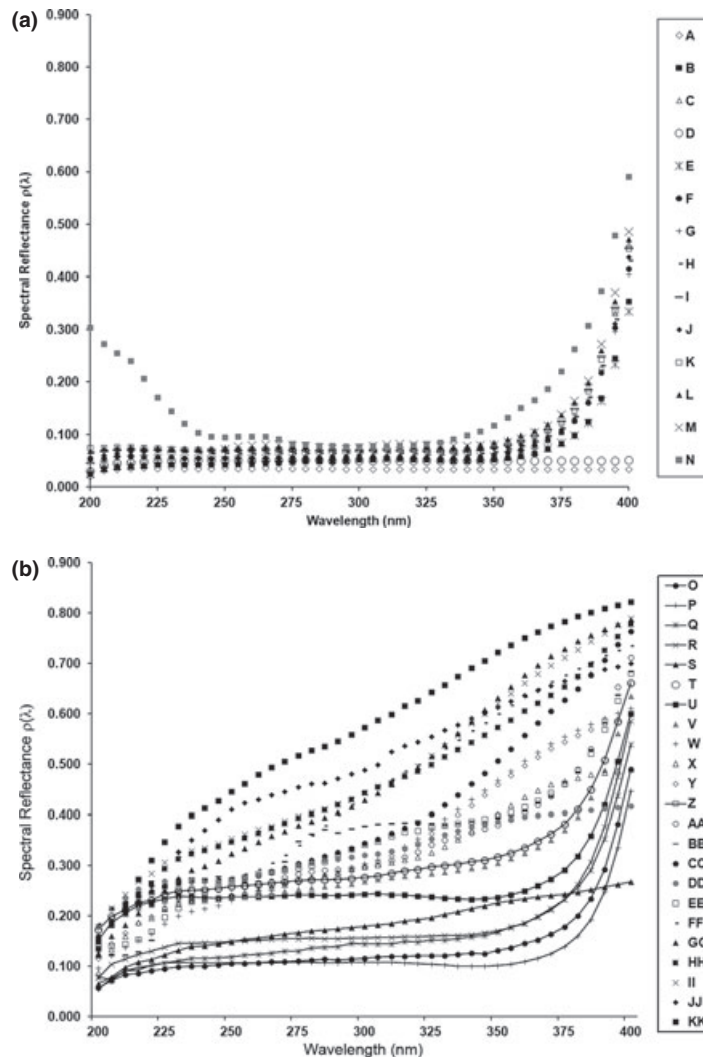 (a)
0.900
0.800
0.700
0.600
0.500
0.400
0.300
0.200
0.100
0.000
Spectral Reflectance ρ(λ)
200 225 250 275 300 325 350 375 400
Wavelength (nm)
A
B
C
D
E
F
G
H
I
J
K
L
M
N
(b)
0.900
0.800
0.700
0.600
0.500
0.400
0.300
0.200
0.100
0.000
Spectral Reflectance ρ(λ)
200 225 250 275 300 325 350 375 400
Wavelength (nm)
O
P
Q
R
S
T
U
V
W
X
Y
Z
AA
BB
CC
DD
EE
FF
GG
HH
II
JJ
KK